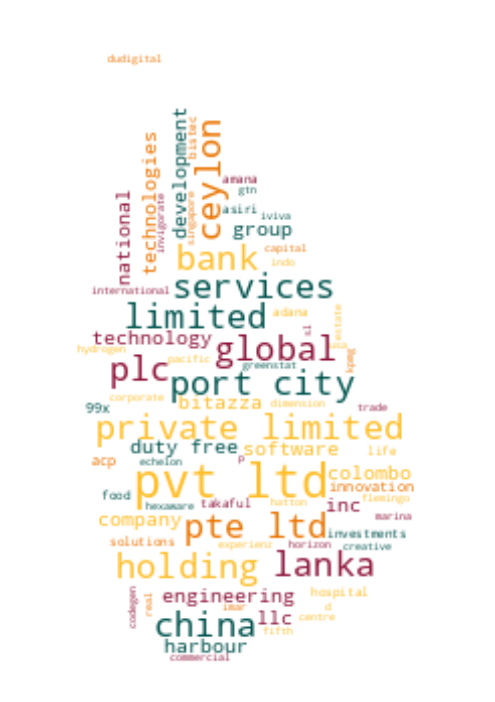 dudigital
development
bistec
ceylon
technologies
national
invigorate
singapore
amana
gtn
asiri
iviva
group
capital
bank
indo
international
services
limited
adana
estate
sl
technology
global
hydrogen
pacific
kpmg
plc
greenstat
port city
corporate
bitazza
dimension
99x
trade
private limited
duty free
software
life
acp
echelon
p
pvt ltd
colombo
innovation
food
hexaware
takaful
hatton
inc
flemingo
company
pte ltd
marina
investments
solutions
experienz
horizon
creative
holding
lanka
codegen
real
engineering
hospital
imar
d
china
llc
centre
fifth
harbour
commercial